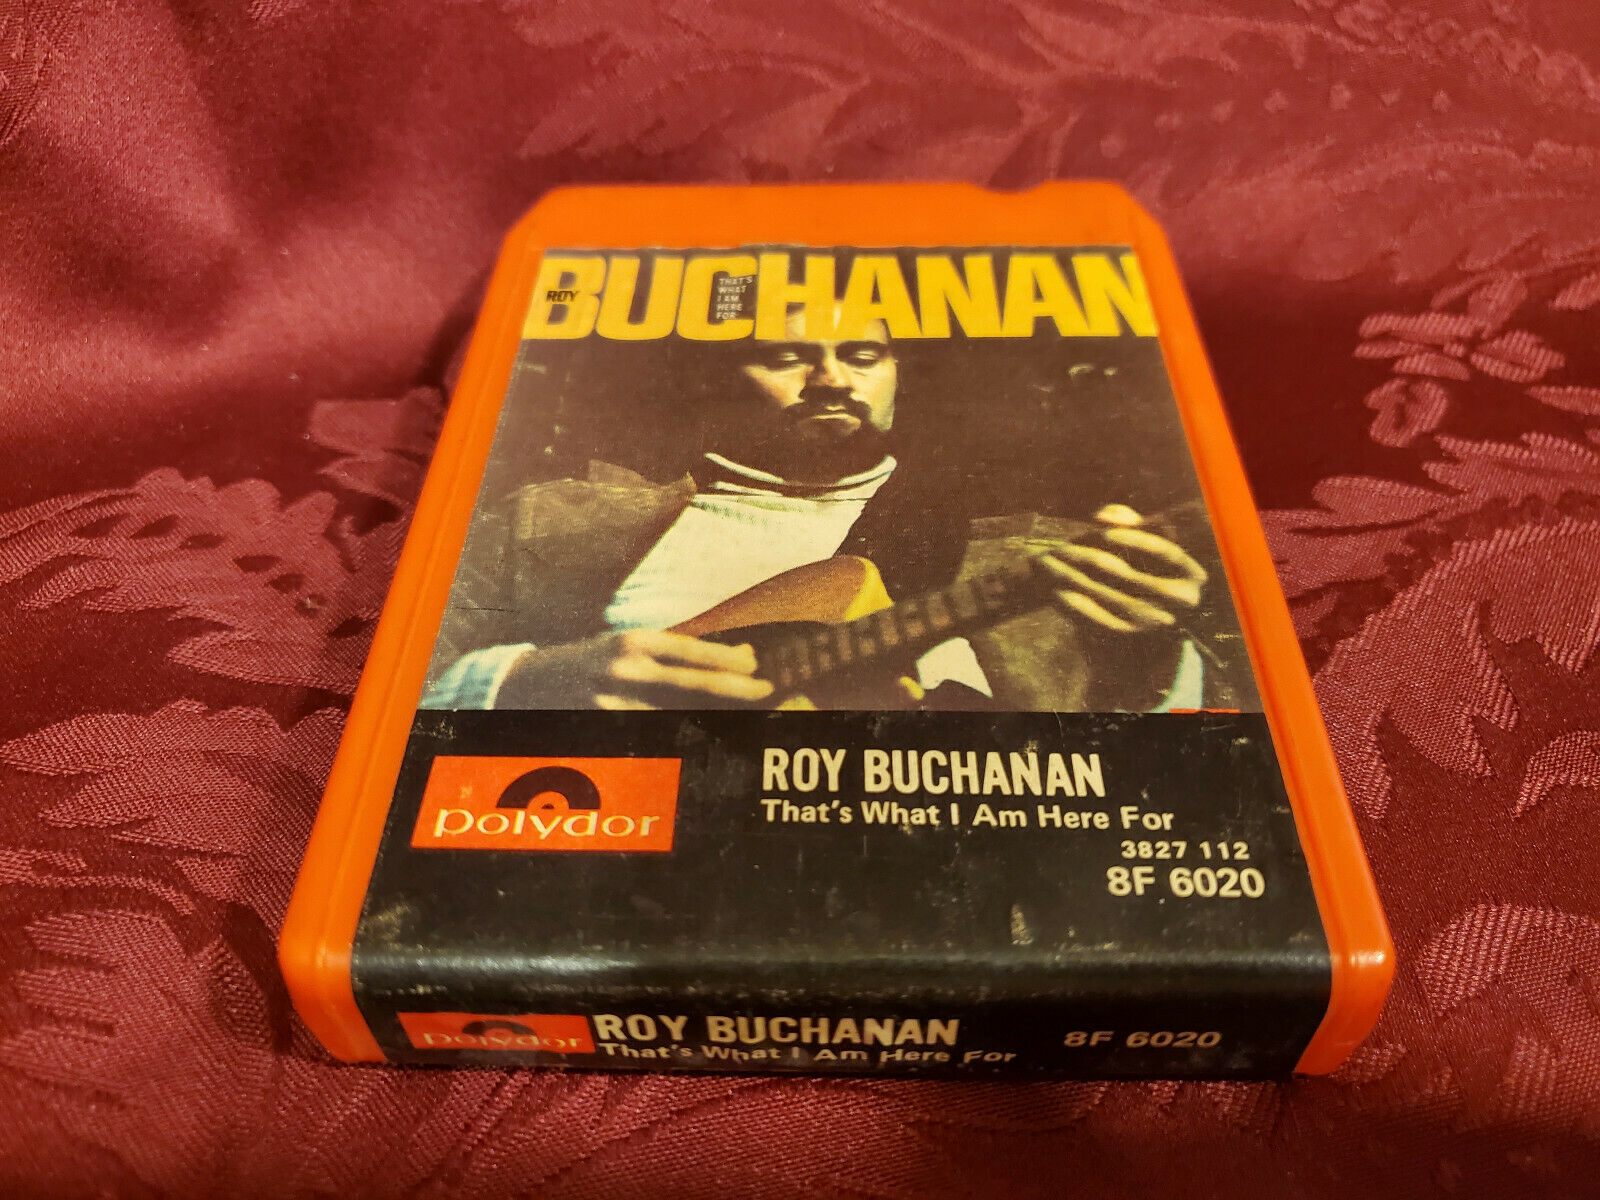 BUCHANAN
ROY
THAT'S
WHAT
I AM
HERE
FOR
polydor
ROY BUCHANAN
That's What I Am Here For
3827 112
8F 6020
polydor
ROY BUCHANAN
That's What I Am Here For
8F 6020